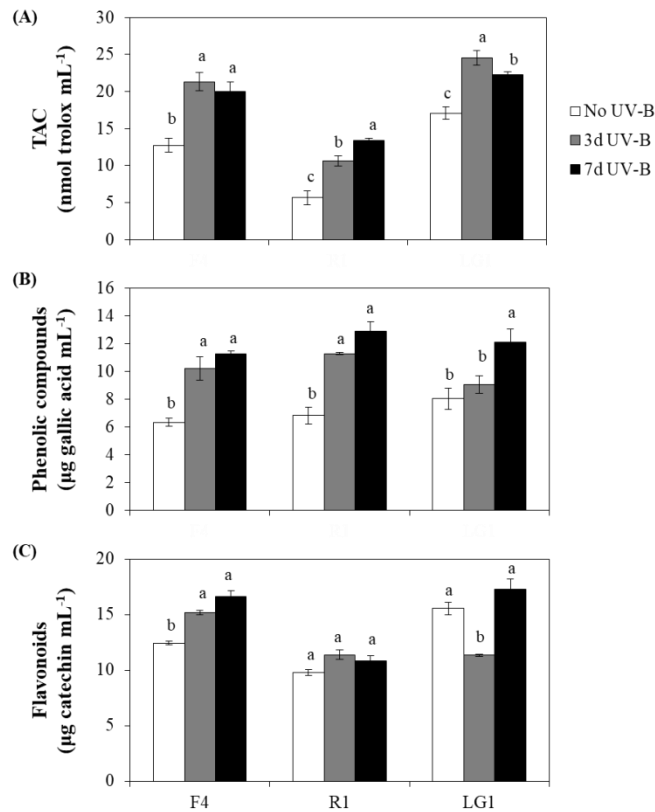 (A)
TAC
(nmol trolox mL-1)
30
25
20
15
10
5
0
b
a
a
c
b
a
c
a
b
No UV-B
3d UV-B
7d UV-B
(B)
Phenolic compounds
(µg gallic acid mL-1)
16
14
12
10
8
6
4
2
0
b
a
a
b
a
a
b
b
a
(C)
Flavonoids
(µg catechin mL-1)
20
15
10
5
0
b
a
a
a
a
a
a
b
a
F4
R1
LG1